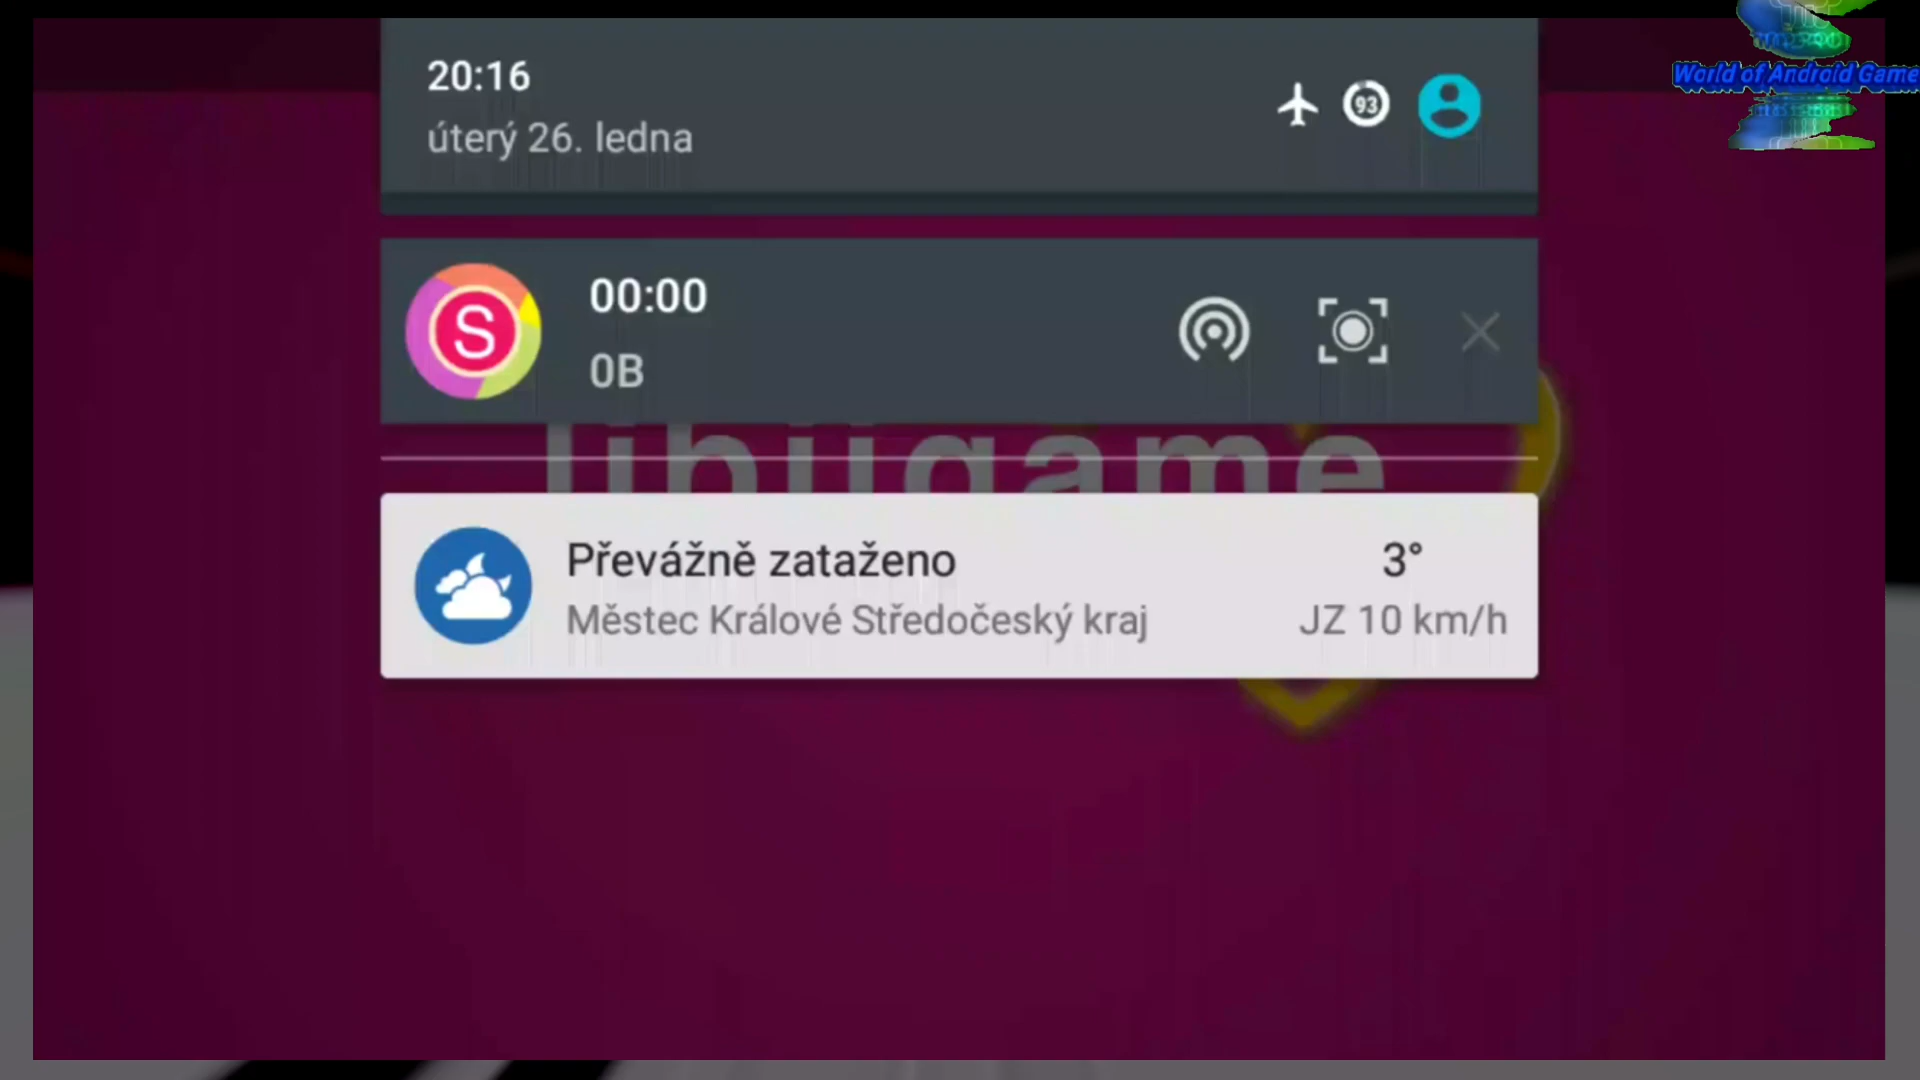 20:16
93
úterý 26. ledna
World of Android Game
S
00:00
0B
libiigame
Převážně zataženo
3°
Městec Králové Středočeský kraj
JZ 10 km/h